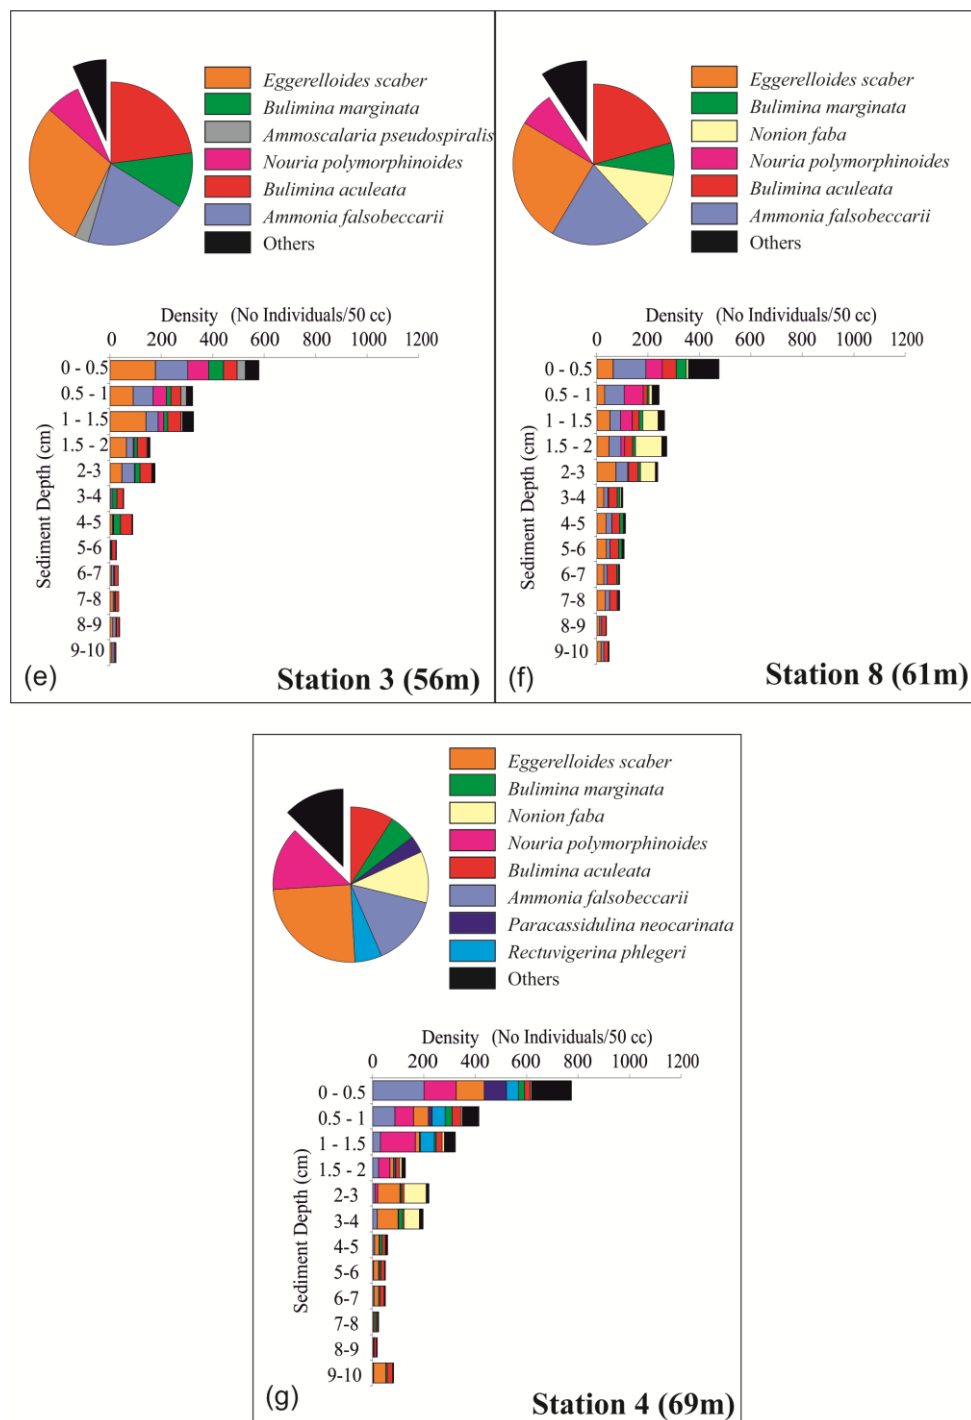 Eggerelloides scaber
Bulimina marginata
Ammoscalaria pseudospiralis
Nouria polymorphinoides
Bulimina aculeata
Ammonia falsobeccarii
Others
Density (No Individuals/50 cc)
0 200 400 600 800 1000 1200
Sediment Depth (cm)
0 - 0.5
0.5 - 1
1 - 1.5
1.5 - 2
2-3
3-4
4-5
5-6
6-7
7-8
8-9
9-10
(e) Station 3 (56m)
Eggerelloides scaber
Bulimina marginata
Nonion faba
Nouria polymorphinoides
Bulimina aculeata
Ammonia falsobeccarii
Others
Density (No Individuals/50 cc)
0 200 400 600 800 1000 1200
Sediment Depth (cm)
0 - 0.5
0.5 - 1
1 - 1.5
1.5 - 2
2-3
3-4
4-5
5-6
6-7
7-8
8-9
9-10
(f) Station 8 (61m)
Eggerelloides scaber
Bulimina marginata
Nonion faba
Nouria polymorphinoides
Bulimina aculeata
Ammonia falsobeccarii
Paracassidulina neocarinata
Rectuvigerina phlegeri
Others
Density (No Individuals/50 cc)
0 200 400 600 800 1000 1200
Sediment Depth (cm)
0 - 0.5
0.5 - 1
1 - 1.5
1.5 - 2
2-3
3-4
4-5
5-6
6-7
7-8
8-9
9-10
(g) Station 4 (69m)